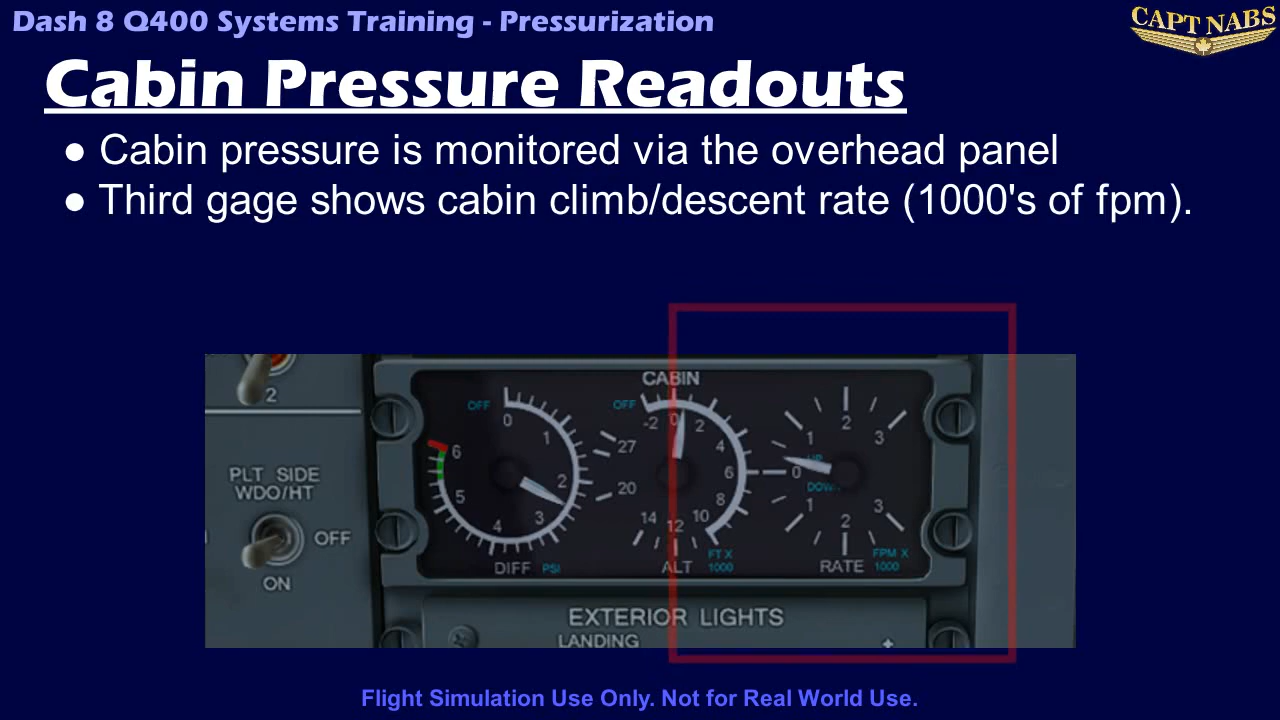 Dash 8 Q400 Systems Training - Pressurization
CAPT NABS
Cabin Pressure Readouts
● Cabin pressure is monitored via the overhead panel
● Third gage shows cabin climb/descent rate (1000's of fpm).
2
PLT SIDE
WDO/HT
OFF
ON
CABIN
OFF
0
1
2
3
4
5
6
DIFF PSI
OFF
-2
0
2
4
6
8
10
12
14
20
27
ALT
FT X
1000
1
2
3
0
UP
DOWN
1
2
3
RATE
FPM X
1000
EXTERIOR LIGHTS
LANDING
Flight Simulation Use Only. Not for Real World Use.